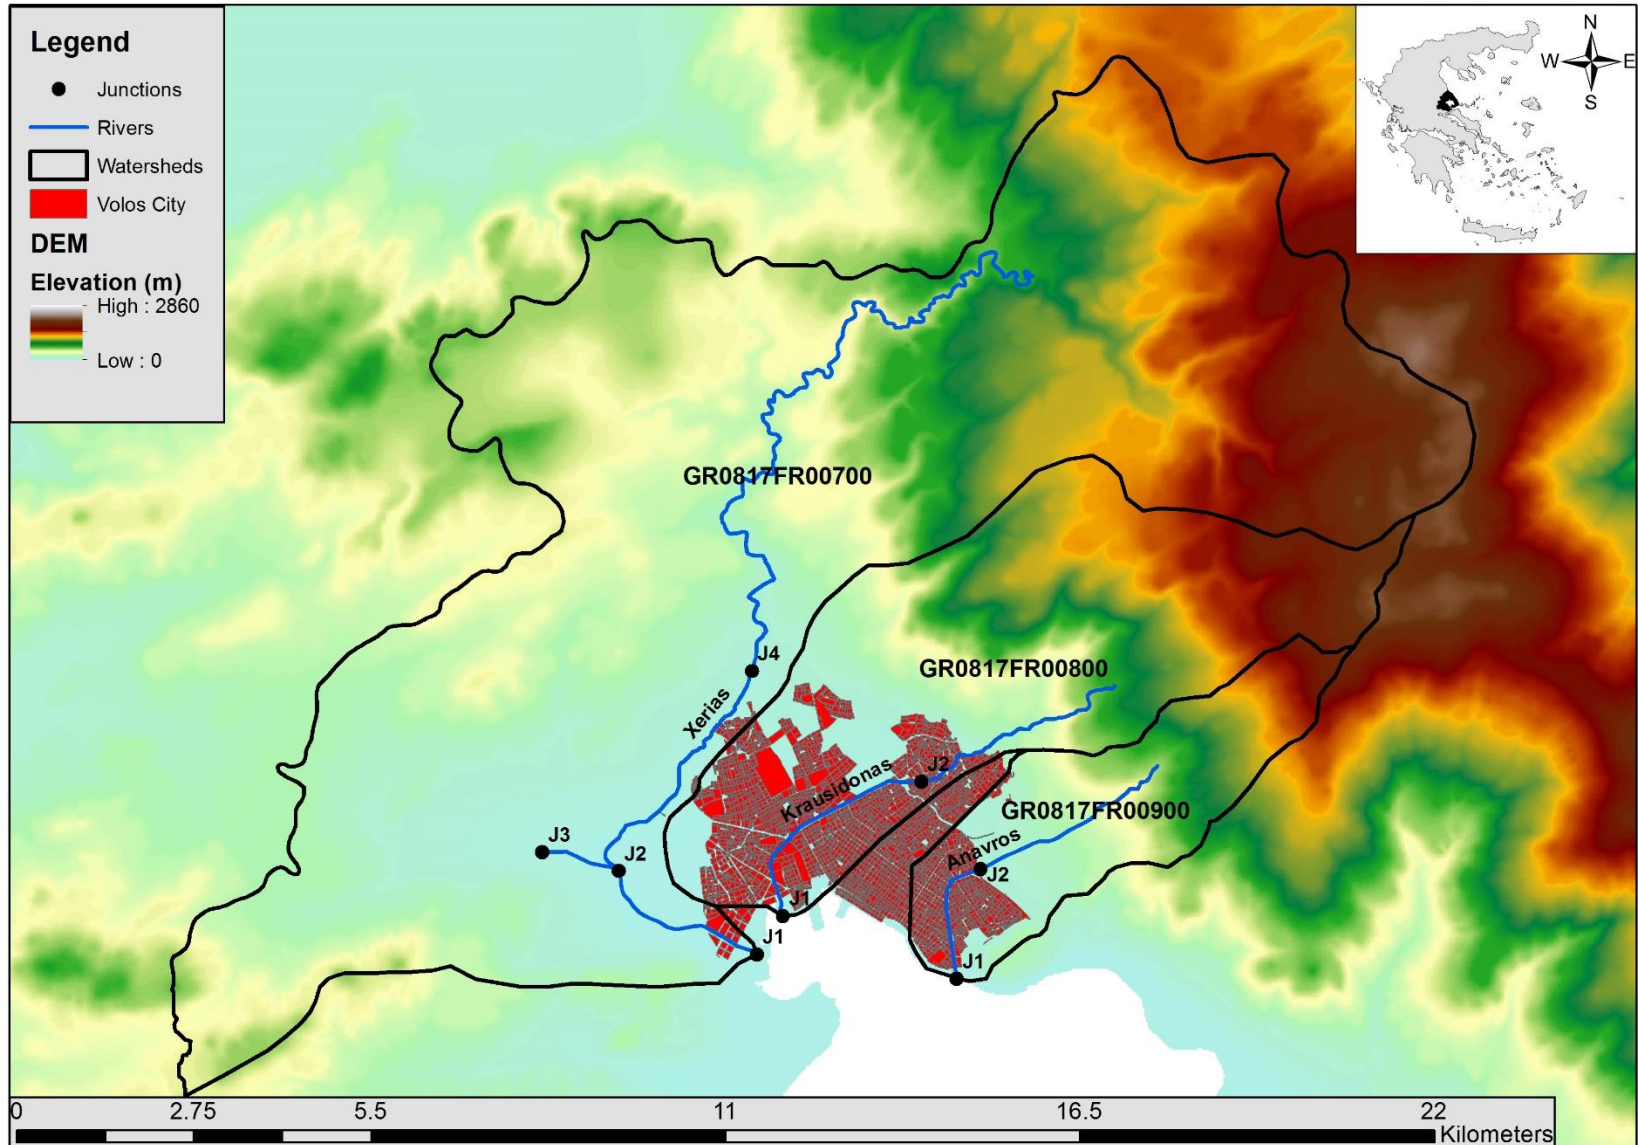 Legend
Junctions
Rivers
Watersheds
Volos City
DEM
Elevation (m)
High : 2860
Low : 0
N
W E
S
GR0817FR00700
J4
GR0817FR00800
Xerias
J2
Krausidonas
GR0817FR00900
J3
J2
Anavros
J2
J1
J1
J1
0 2.75 5.5 11 16.5 22
Kilometers